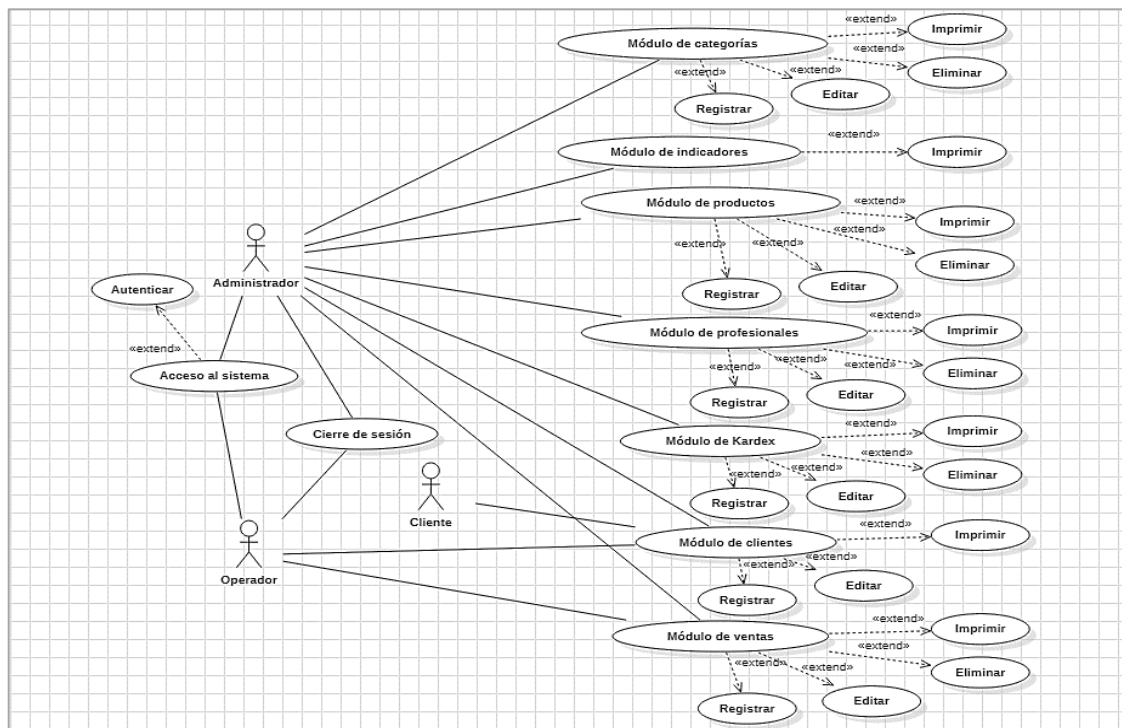 «extend»
Imprimir
Módulo de categorías
«extend»
«extend»
«extend»
Eliminar
Editar
Registrar
«extend»
Módulo de indicadores
Imprimir
Módulo de productos
«extend»
Imprimir
«extend»
«extend»
«extend»
Eliminar
Editar
Registrar
Administrador
Autenticar
«extend»
Acceso al sistema
Módulo de profesionales
«extend»
Imprimir
«extend»
«extend»
«extend»
Eliminar
Editar
Registrar
Cierre de sesión
Módulo de Kardex
«extend»
Imprimir
«extend»
«extend»
«extend»
Eliminar
Editar
Registrar
Cliente
Módulo de clientes
«extend»
Imprimir
«extend»
«extend»
Editar
Registrar
Operador
Módulo de ventas
«extend»
Imprimir
«extend»
«extend»
«extend»
Eliminar
Editar
Registrar